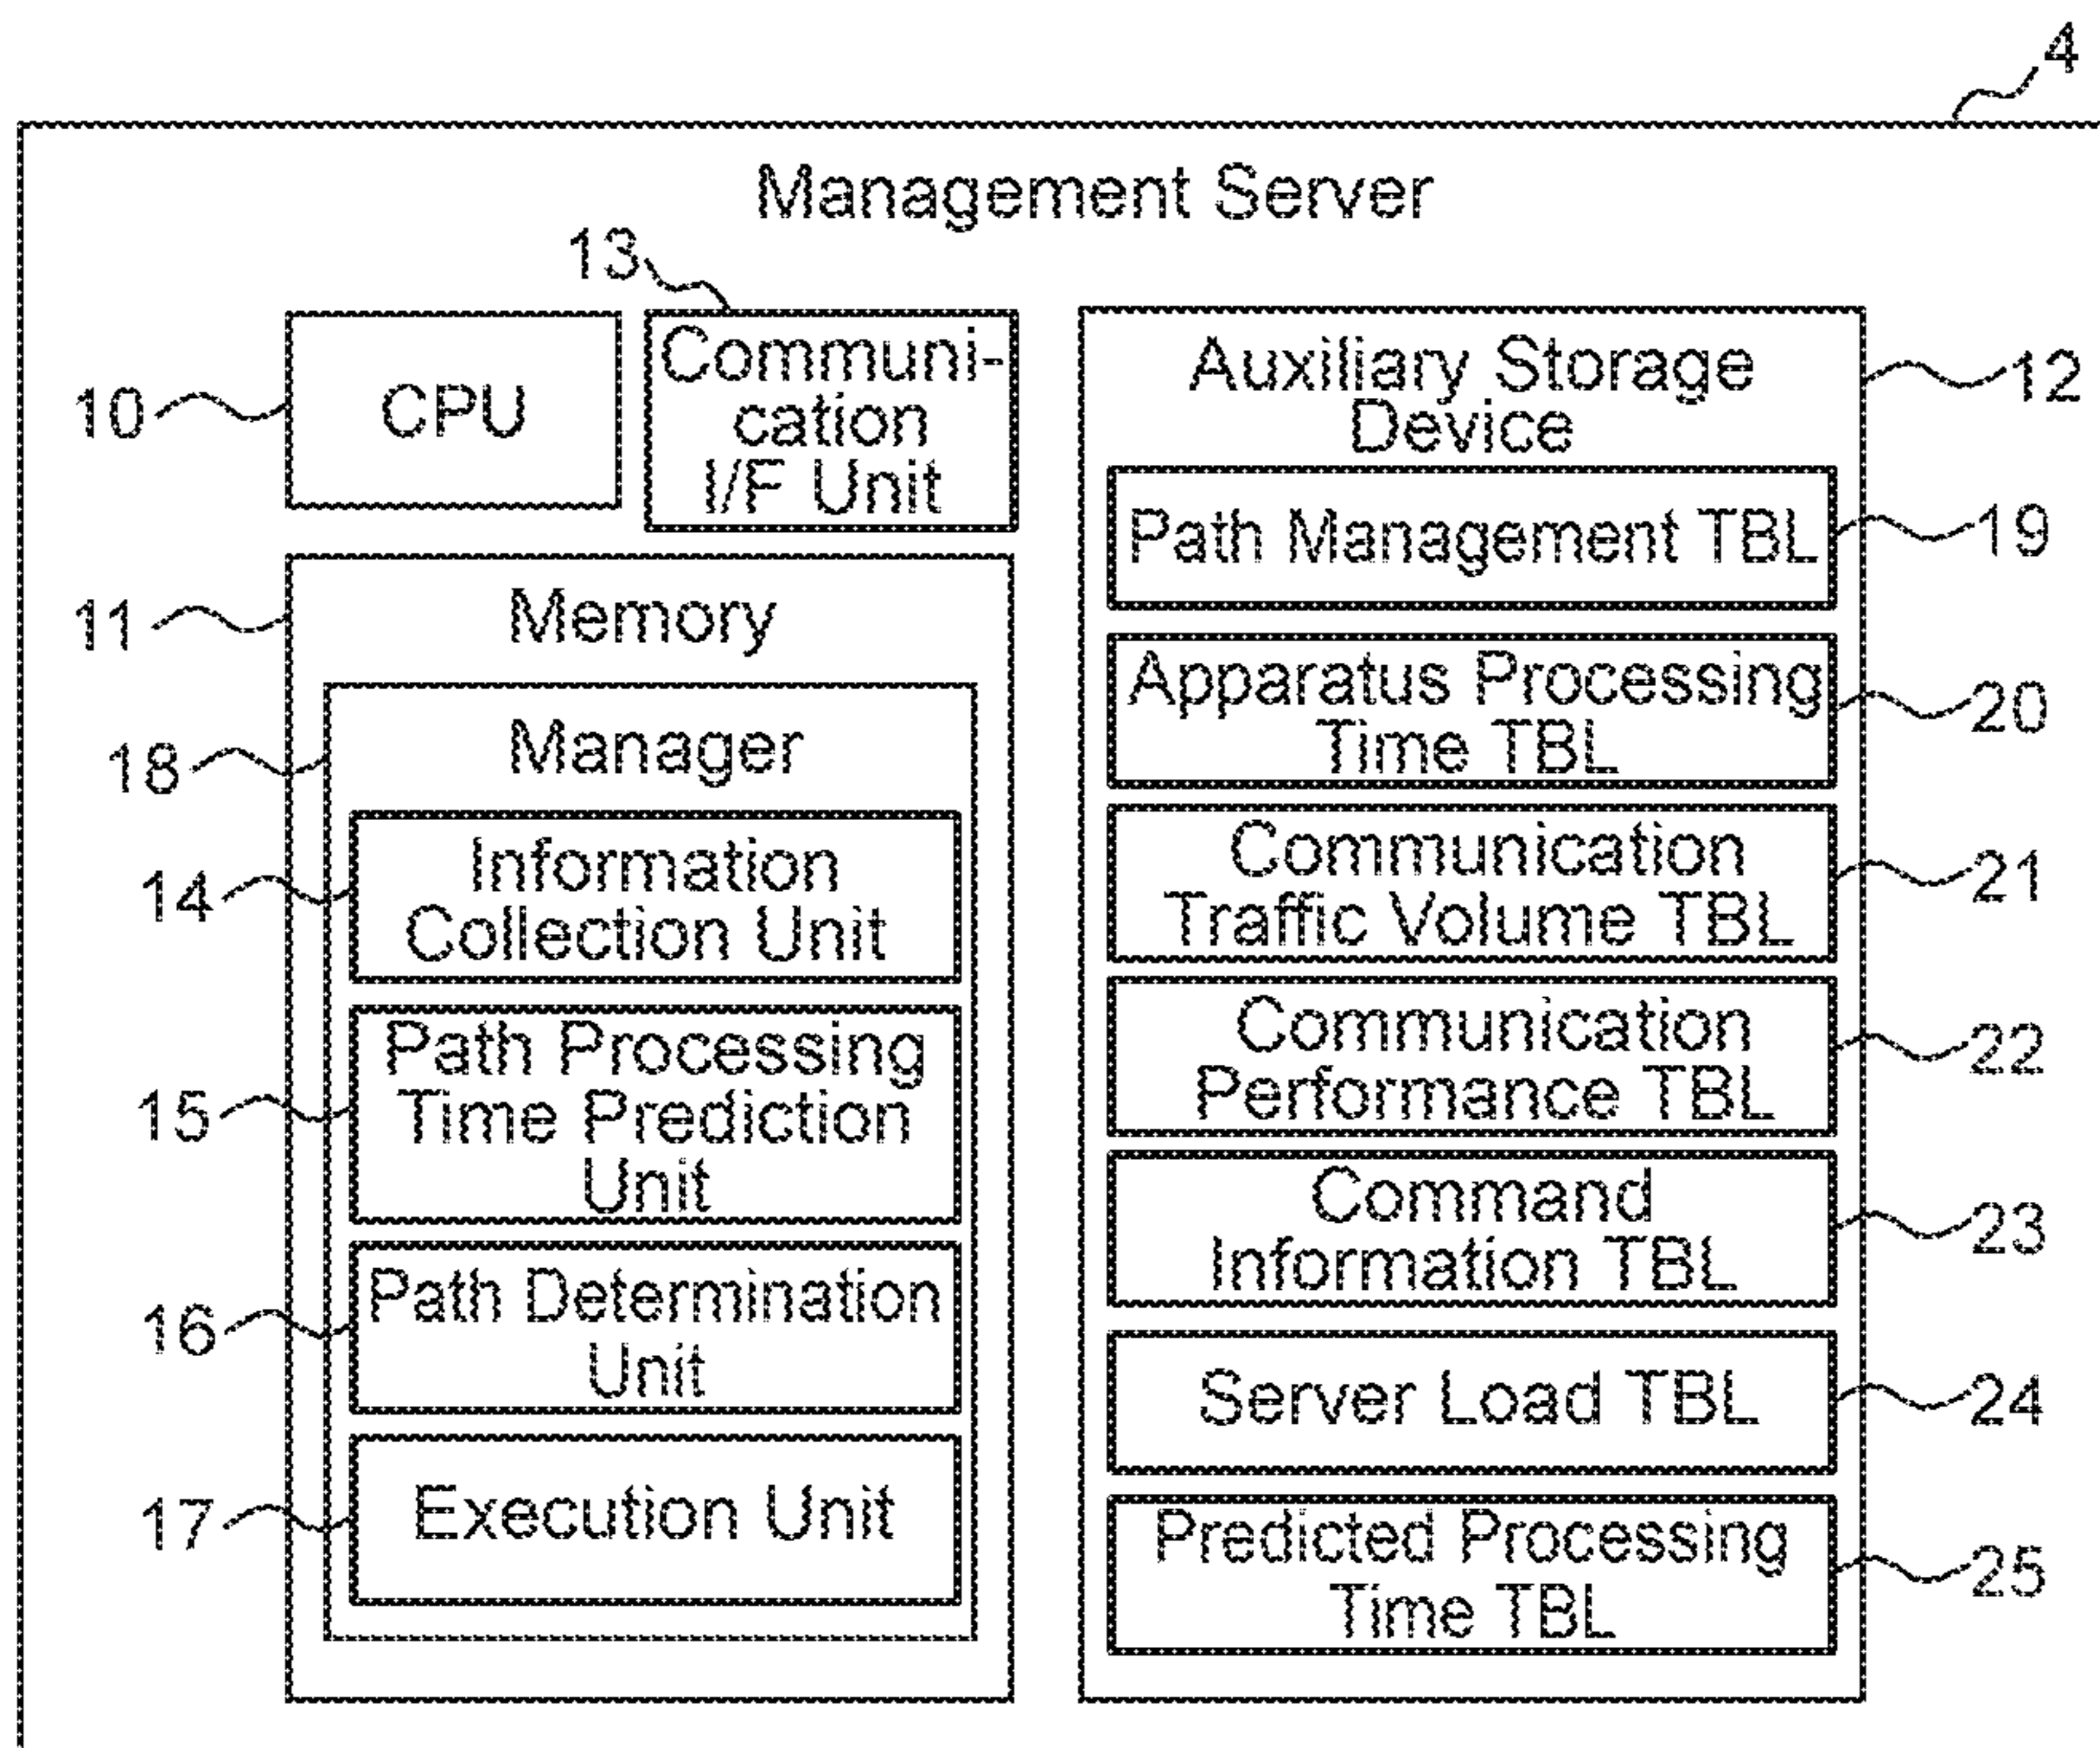 4
Management Server
13
10
CPU
Communi-
cation
I/F Unit
11
Memory
18
Manager
14
Information
Collection Unit
15
Path Processing
Time Prediction
Unit
16
Path Determination
Unit
17
Execution Unit
Auxiliary Storage
Device
12
Path Management TBL
19
Apparatus Processing
Time TBL
20
Communication
Traffic Volume TBL
21
Communication
Performance TBL
22
Command
Information TBL
23
Server Load TBL
24
Predicted Processing
Time TBL
25